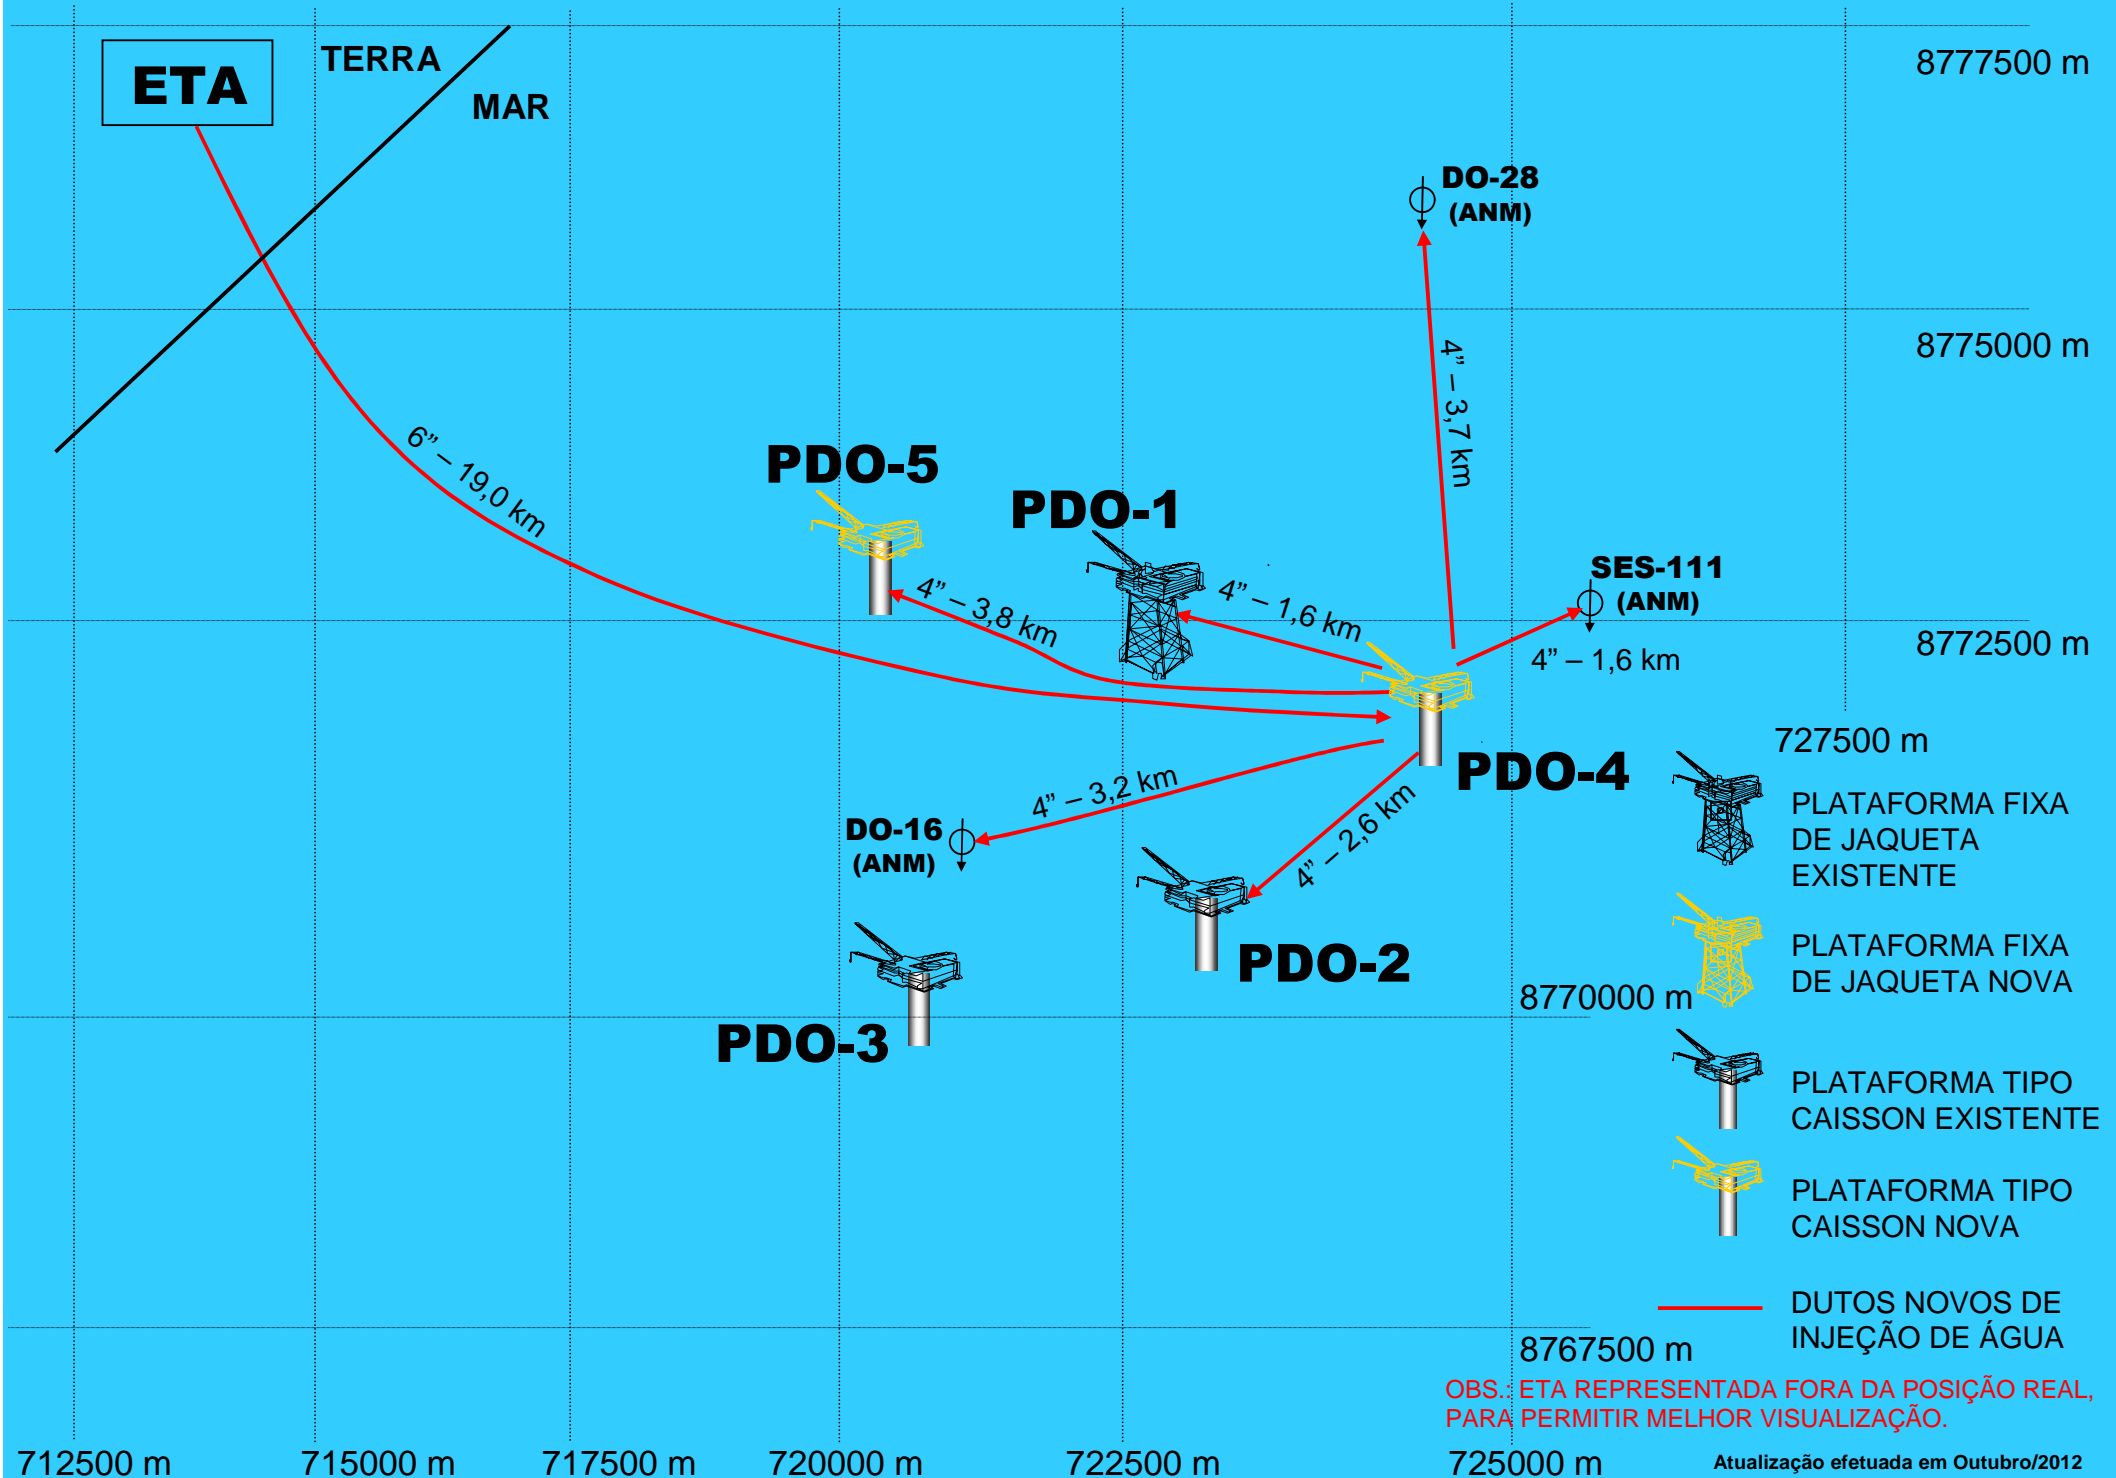 TERRA
ETA
MAR
8777500 m
DO-28
(ANM)
8775000 m
4” – 3,7 km
6” – 19,0 km
PDO-5
PDO-1
SES-111
(ANM)
4” – 3,8 km
4” – 1,6 km
4” – 1,6 km
8772500 m
727500 m
PDO-4
4” – 3,2 km
4” – 2,6 km
DO-16
(ANM)
PDO-2
PDO-3
PLATAFORMA FIXA
DE JAQUETA
EXISTENTE
PLATAFORMA FIXA
DE JAQUETA NOVA
8770000 m
PLATAFORMA TIPO
CAISSON EXISTENTE
PLATAFORMA TIPO
CAISSON NOVA
DUTOS NOVOS DE
INJEÇÃO DE ÁGUA
8767500 m
OBS.: ETA REPRESENTADA FORA DA POSIÇÃO REAL,
PARA PERMITIR MELHOR VISUALIZAÇÃO.
712500 m
715000 m
717500 m
720000 m
722500 m
725000 m
Atualização efetuada em Outubro/2012